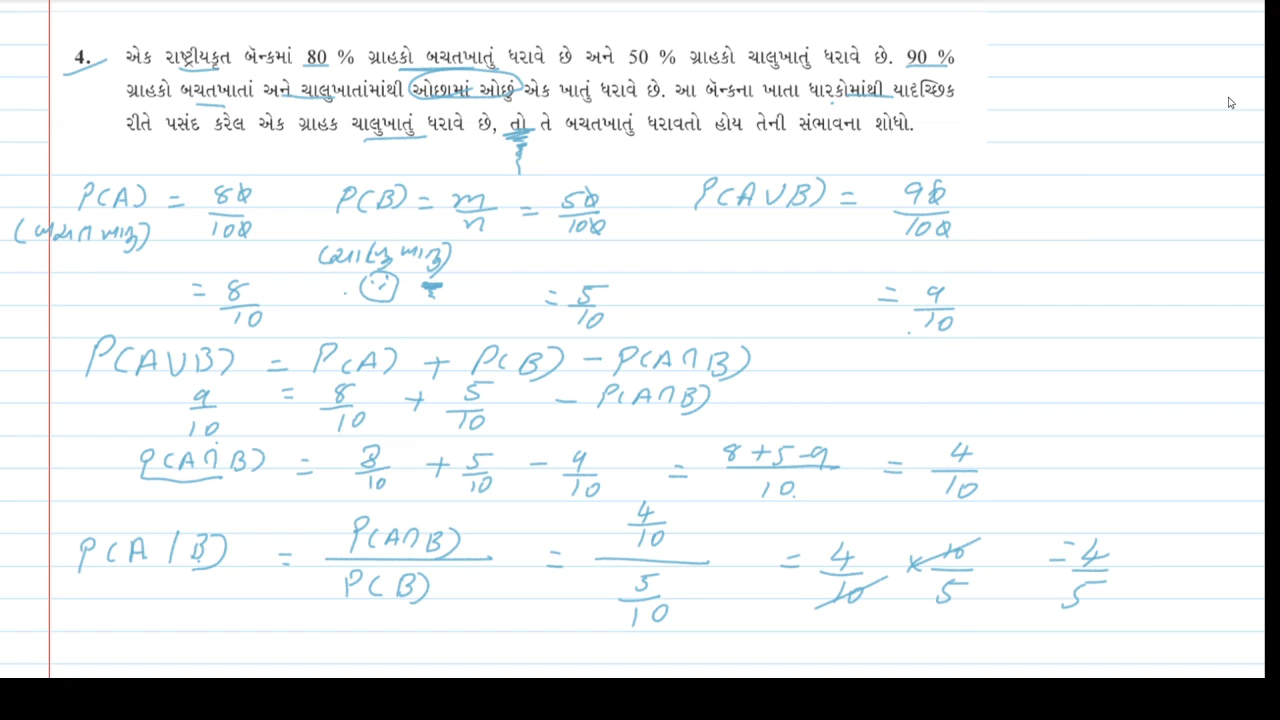 4. એક રાષ્ટ્રીયકૃત બૅન્કમાં 80 % ગ્રાહકો બચતખાતું ધરાવે છે અને 50 % ગ્રાહકો ચાલુખાતું ધરાવે છે. 90 %
ગ્રાહકો બચતખાતાં અને ચાલુખાતાંમાંથી ઓછામાં ઓછું એક ખાતું ધરાવે છે. આ બૅન્કના ખાતા ધારકોમાંથી યાદૃચ્છિક
રીતે પસંદ કરેલ એક ગ્રાહક ચાલુખાતું ધરાવે છે, તો તે બચતખાતું ધરાવતો હોય તેની સંભાવના શોધો.
P(A) = 80/100 P(B) = m/n = 50/100 P(A∪B) = 90/100
(બચત ખાતુ) (ચાલુ ખાતુ)
= 8/10 = 5/10 = 9/10
P(A∪B) = P(A) + P(B) - P(A∩B)
9/10 = 8/10 + 5/10 - P(A∩B)
P(A∩B) = 8/10 + 5/10 - 9/10 = 8+5-9/10 = 4/10
P(A/B) = P(A∩B)/P(B) = 4/10 / 5/10 = 4/10 × 10/5 = 4/5